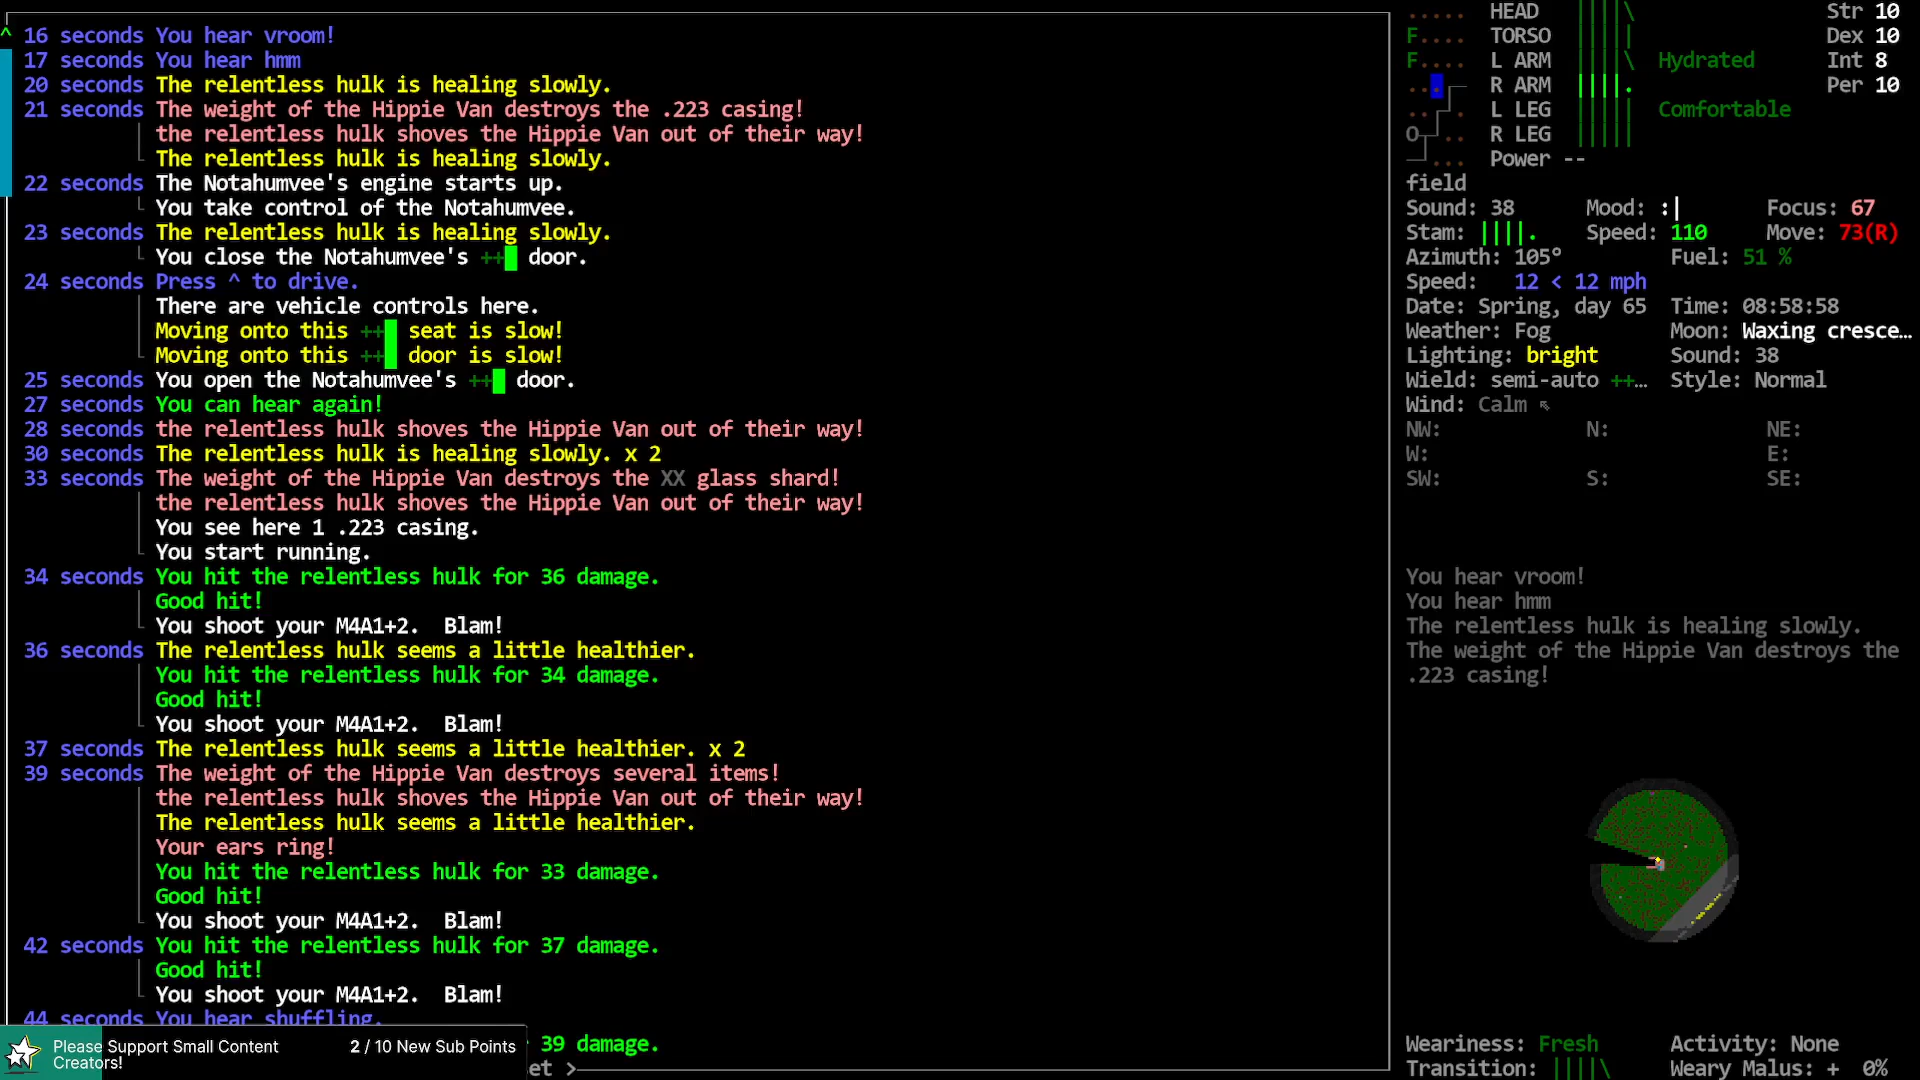 16 seconds You hear vroom!
17 seconds You hear hmm
20 seconds The relentless hulk is healing slowly.
21 seconds The weight of the Hippie Van destroys the .223 casing!
the relentless hulk shoves the Hippie Van out of their way!
The relentless hulk is healing slowly.
22 seconds The Notahumvee's engine starts up.
You take control of the Notahumvee.
23 seconds The relentless hulk is healing slowly.
You close the Notahumvee's ++ door.
24 seconds Press ^ to drive.
There are vehicle controls here.
Moving onto this ++ seat is slow!
Moving onto this ++ door is slow!
25 seconds You open the Notahumvee's ++ door.
27 seconds You can hear again!
28 seconds the relentless hulk shoves the Hippie Van out of their way!
30 seconds The relentless hulk is healing slowly. x 2
33 seconds The weight of the Hippie Van destroys the XX glass shard!
the relentless hulk shoves the Hippie Van out of their way!
You see here 1 .223 casing.
You start running.
34 seconds You hit the relentless hulk for 36 damage.
Good hit!
You shoot your M4A1+2.  Blam!
36 seconds The relentless hulk seems a little healthier.
You hit the relentless hulk for 34 damage.
Good hit!
You shoot your M4A1+2.  Blam!
37 seconds The relentless hulk seems a little healthier. x 2
39 seconds The weight of the Hippie Van destroys several items!
the relentless hulk shoves the Hippie Van out of their way!
The relentless hulk seems a little healthier.
Your ears ring!
You hit the relentless hulk for 33 damage.
Good hit!
You shoot your M4A1+2.  Blam!
42 seconds You hit the relentless hulk for 37 damage.
Good hit!
You shoot your M4A1+2.  Blam!
44 seconds You hear shuffling.
39 damage.
et >
Please Support Small Content Creators!
2 / 10 New Sub Points
HEAD ||||\ Str 10
F.... TORSO ||||| Dex 10
F.... L ARM ||||\ Hydrated Int 8
R ARM ||||. Per 10
L LEG ||||| Comfortable
R LEG |||||
Power --
field
Sound: 38 Mood: :| Focus: 67
Stam: ||||. Speed: 110 Move: 73(R)
Azimuth: 105° Fuel: 51 %
Speed: 12 < 12 mph
Date: Spring, day 65 Time: 08:58:58
Weather: Fog Moon: Waxing cresce…
Lighting: bright Sound: 38
Wield: semi-auto ++… Style: Normal
Wind: Calm ⇖
NW: N: NE:
W: E:
SW: S: SE:
You hear vroom!
You hear hmm
The relentless hulk is healing slowly.
The weight of the Hippie Van destroys the
.223 casing!
Weariness: Fresh Activity: None
Transition: ||||\ Weary Malus: + 0%